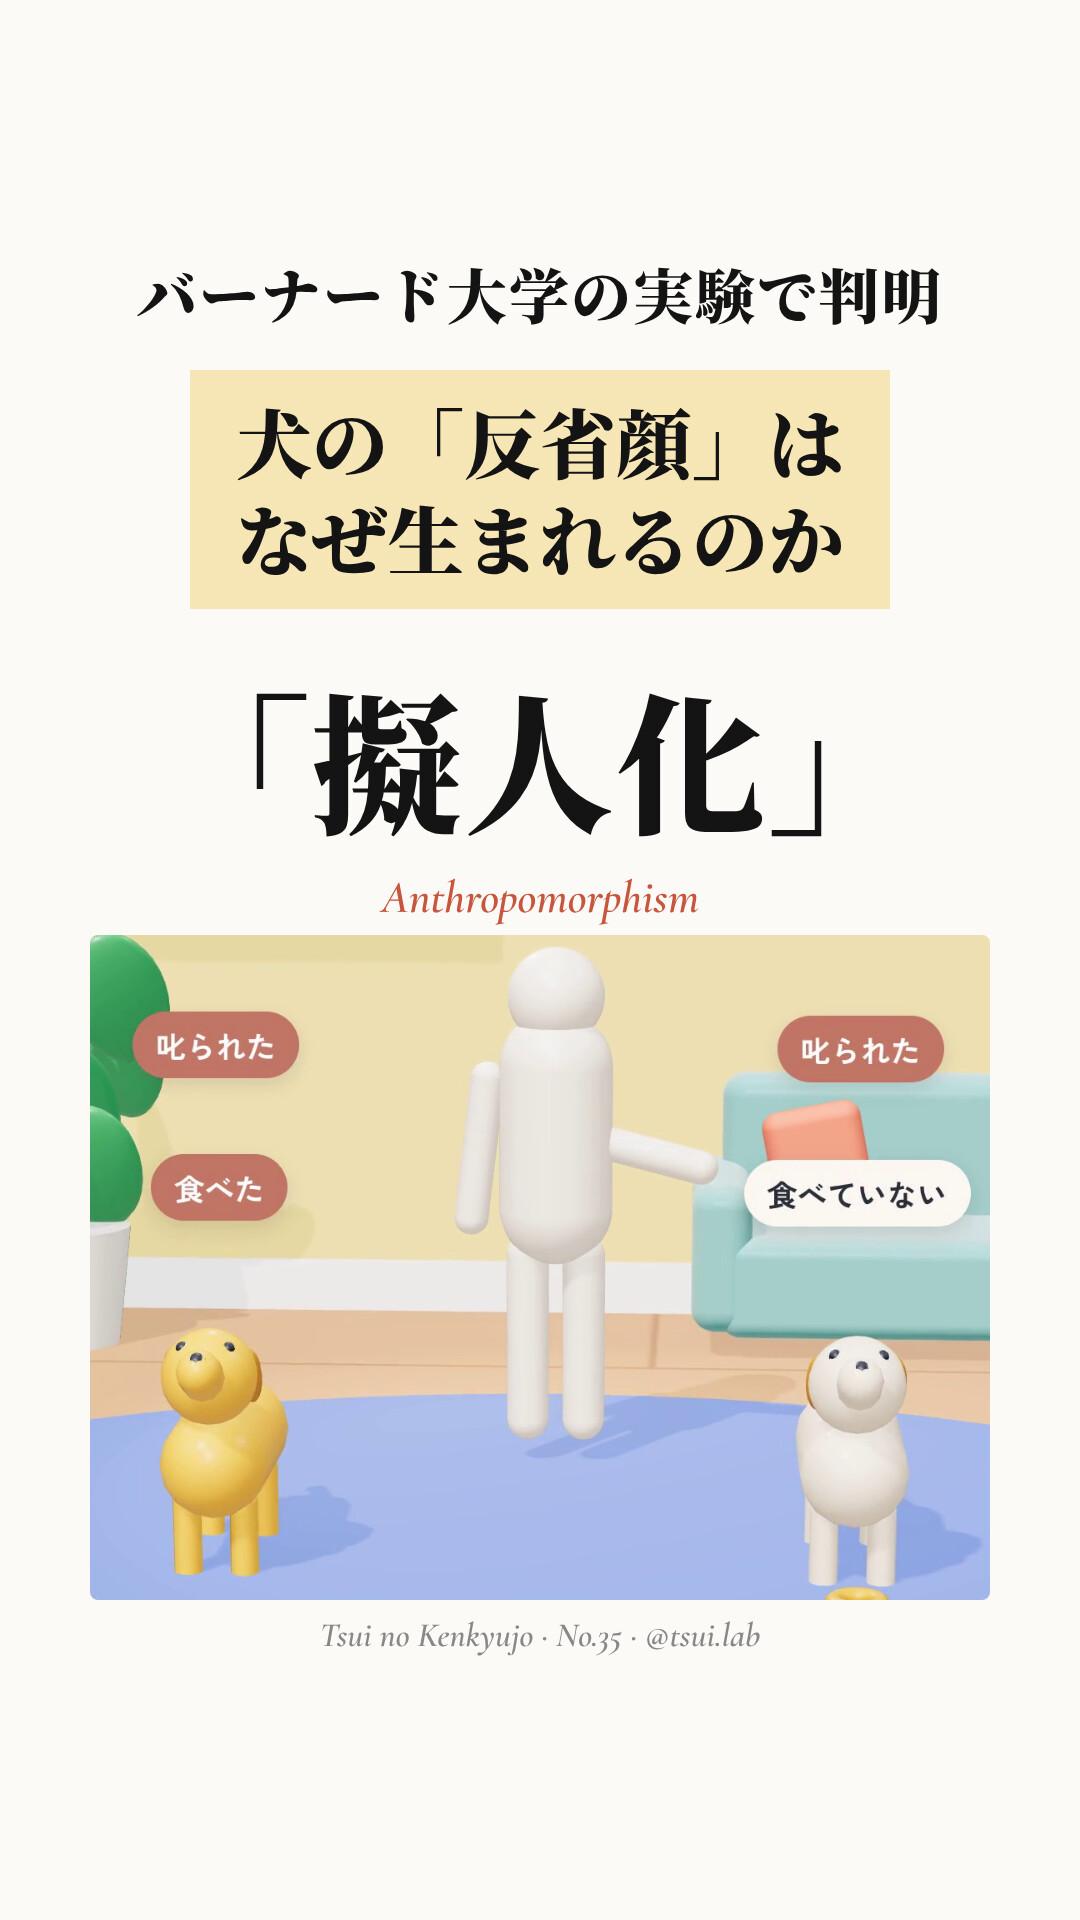 バーナード大学の実験で判明
犬の「反省顔」は
なぜ生まれるのか
「擬人化」
Anthropomorphism
叱られた
叱られた
食べた
食べていない
Tsui no Kenkyujo · No.35 · @tsui.lab